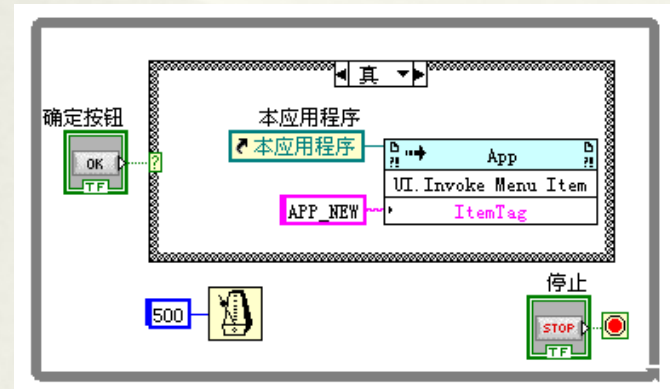 真
确定按钮
OK
TF
?
本应用程序
本应用程序
App
UI.Invoke Menu Item
APP_NEW
ItemTag
500
停止
STOP
TF